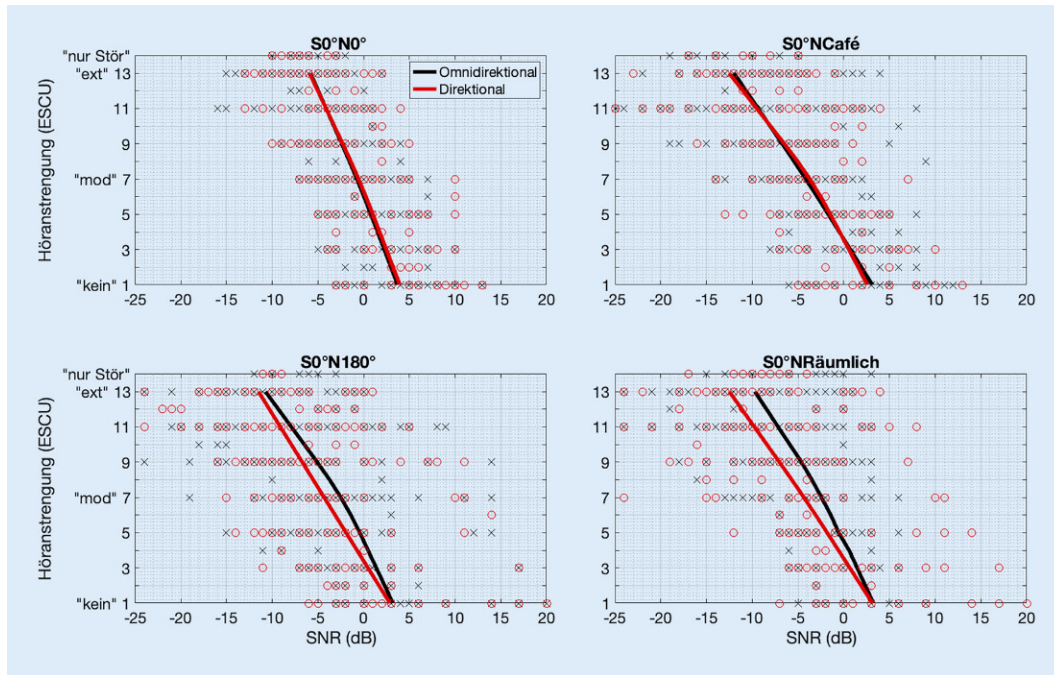 S0°N0°
S0°NCafé
Höranstrengung (ESCU)
"nur Stör"
"ext" 13
11
9
"mod" 7
5
3
"kein" 1
Omnidirektional
Direktional
-25 -20 -15 -10 -5 0 5 10 15 20
13
11
9
7
5
3
1
-25 -20 -15 -10 -5 0 5 10 15 20
S0°N180°
S0°NRäumlich
Höranstrengung (ESCU)
"nur Stör"
"ext" 13
11
9
"mod" 7
5
3
"kein" 1
-25 -20 -15 -10 -5 0 5 10 15 20
SNR (dB)
13
11
9
7
5
3
1
-25 -20 -15 -10 -5 0 5 10 15 20
SNR (dB)